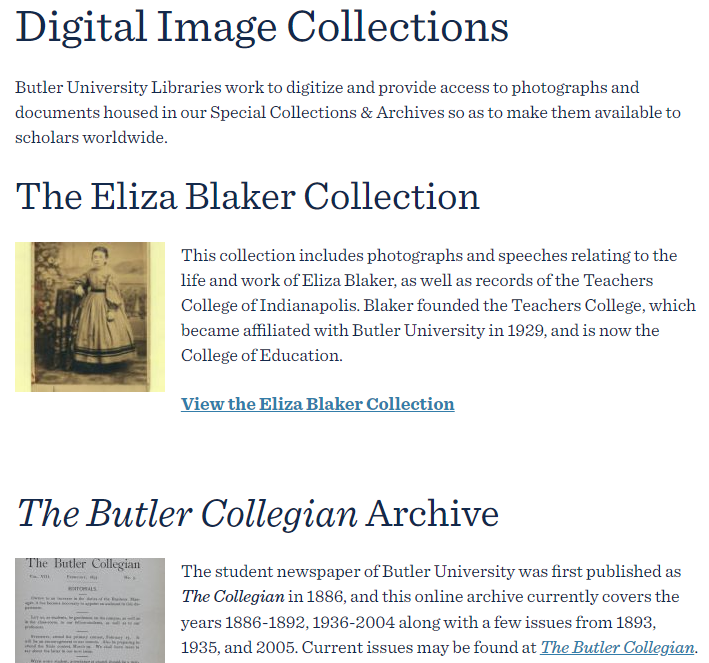 Digital Image Collections
Butler University Libraries work to digitize and provide access to photographs and
documents housed in our Special Collections & Archives so as to make them available to
scholars worldwide.
The Eliza Blaker Collection
This collection includes photographs and speeches relating to the
life and work of Eliza Blaker, as well as records of the Teachers
College of Indianapolis. Blaker founded the Teachers College, which
became affiliated with Butler University in 1929, and is now the
College of Education.
View the Eliza Blaker Collection
The Butler Collegian Archive
The Butler Collegian
EDITORIALS.
The student newspaper of Butler University was first published as
The Collegian in 1886, and this online archive currently covers the
years 1886-1892, 1936-2004 along with a few issues from 1893,
1935, and 2005. Current issues may be found at The Butler Collegian.